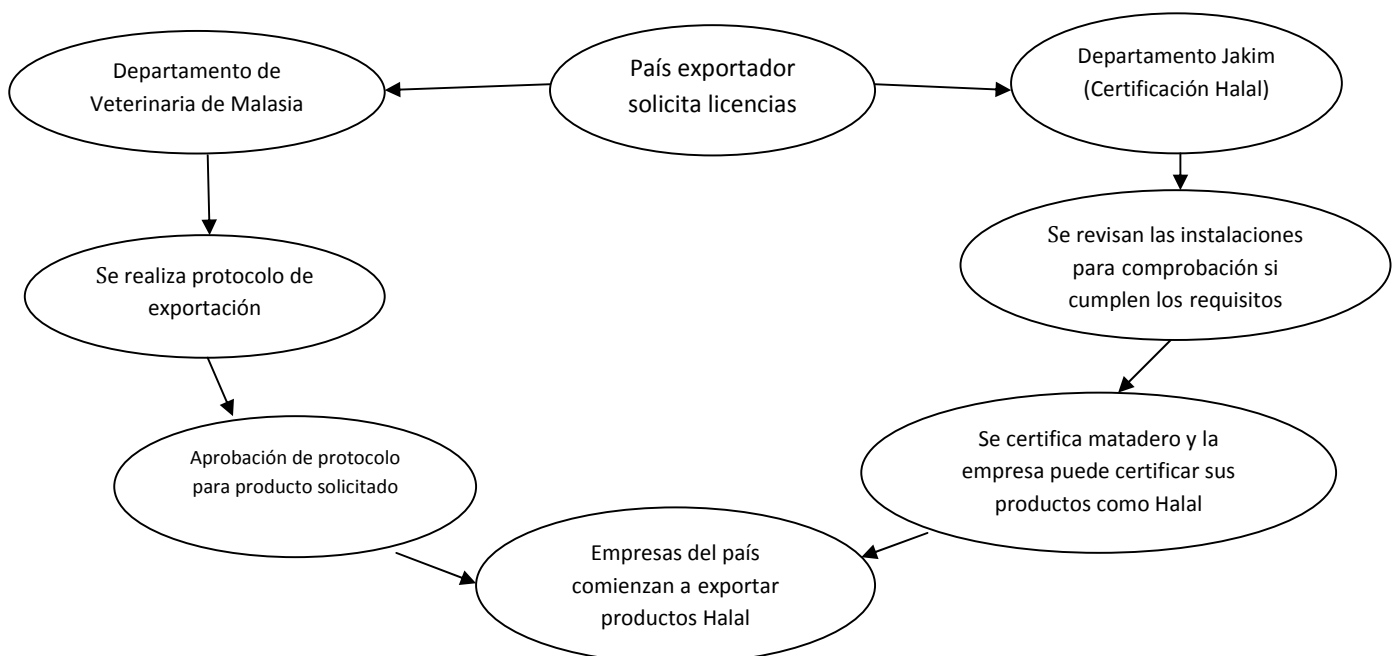 Departamento de
Veterinaria de Malasia
País exportador
solicita licencias
Departamento Jakim
(Certificación Halal)
Se realiza protocolo de
exportación
Se revisan las instalaciones
para comprobación si
cumplen los requisitos
Aprobación de protocolo
para producto solicitado
Se certifica matadero y la
empresa puede certificar sus
productos como Halal
Empresas del país
comienzan a exportar
productos Halal